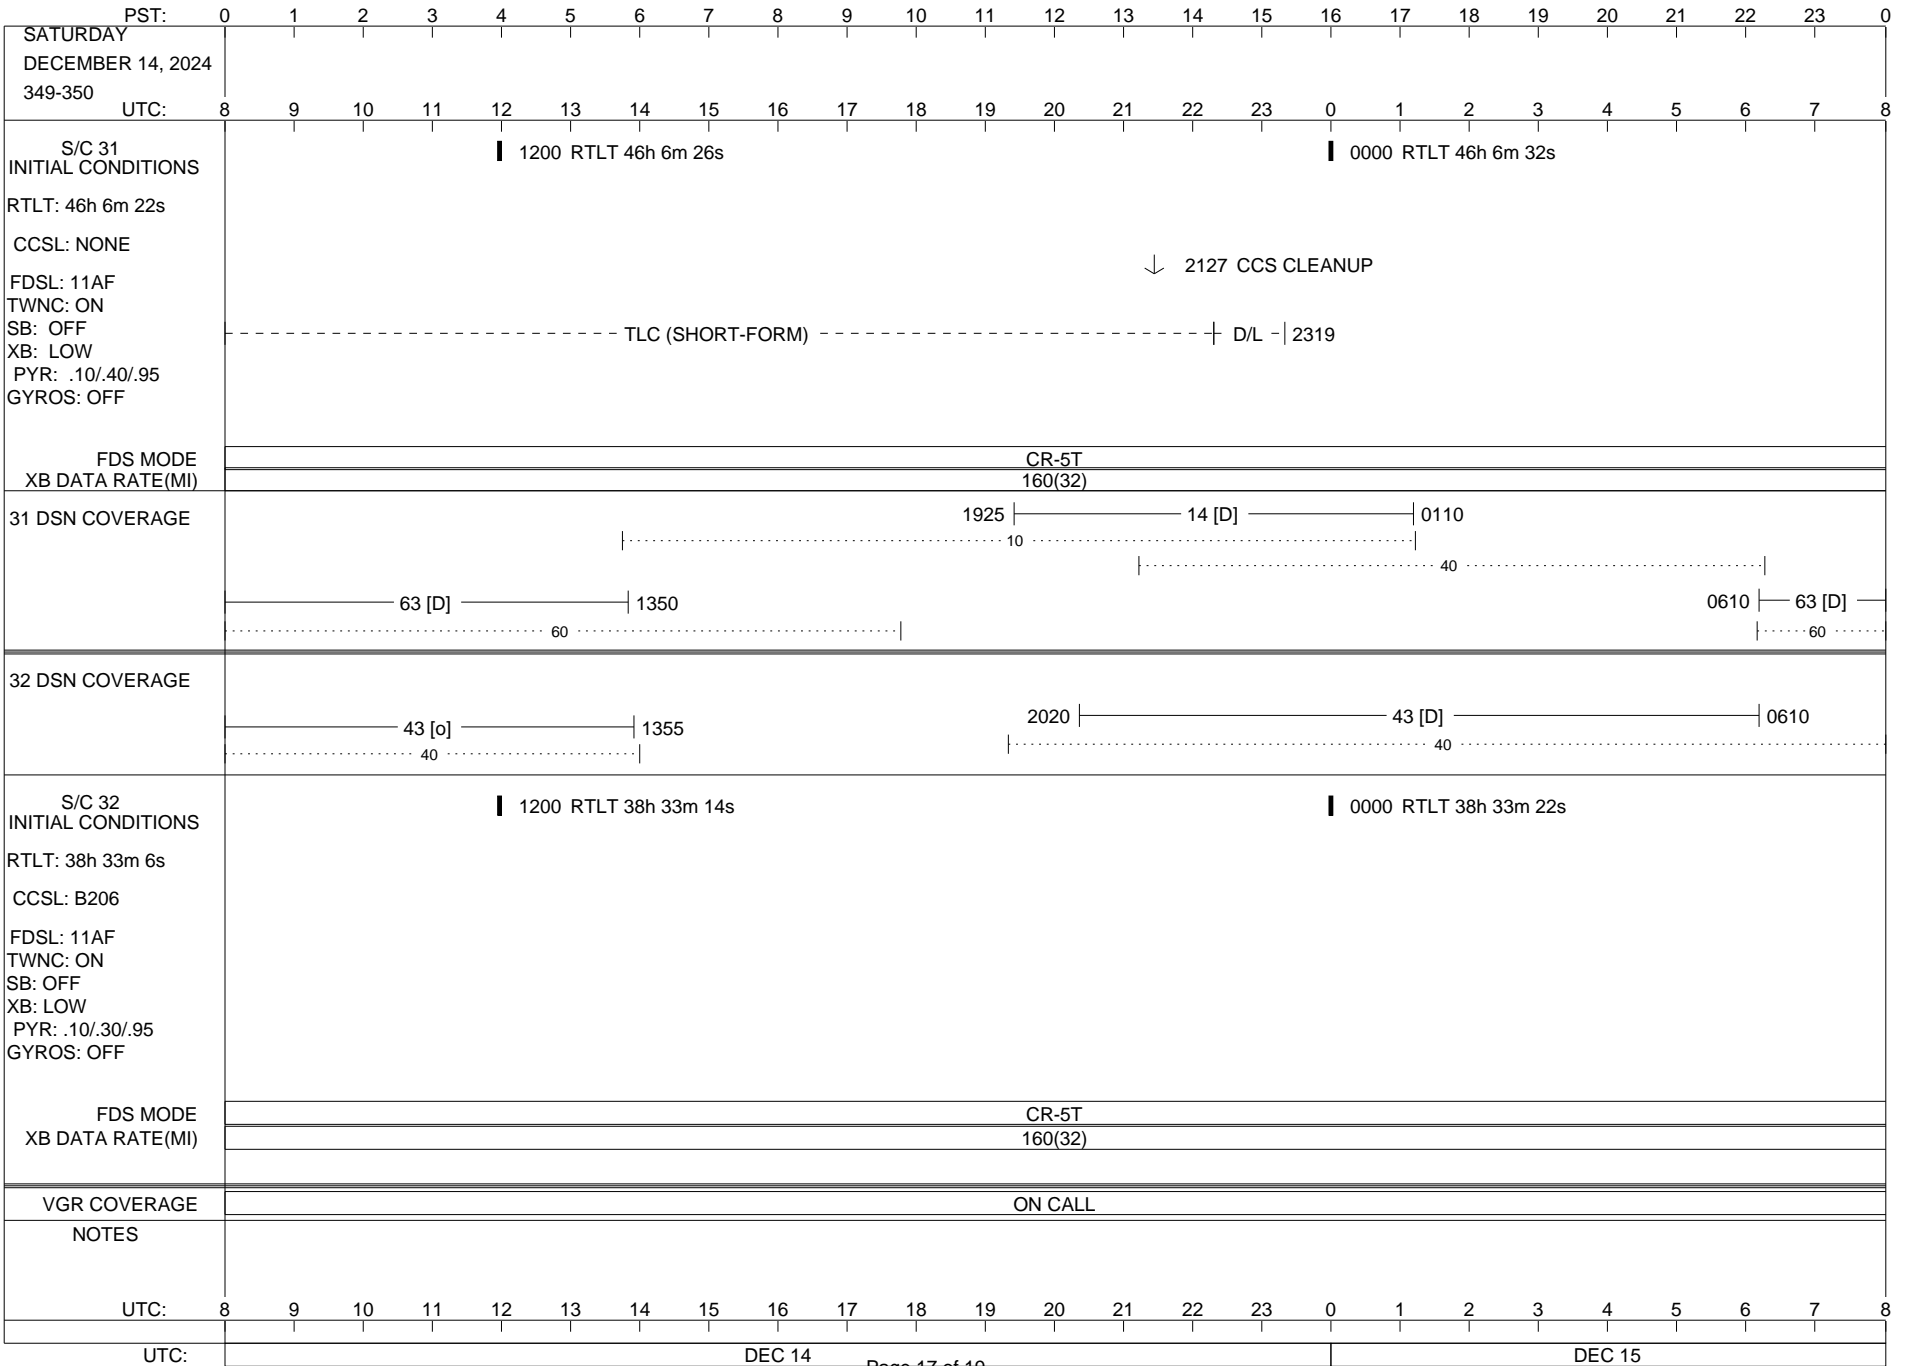 PST: 0 1 2 3 4 5 6 7 8 9 10 11 12 13 14 15 16 17 18 19 20 21 22 23 0
SATURDAY
DECEMBER 14, 2024
349-350
UTC: 8 9 10 11 12 13 14 15 16 17 18 19 20 21 22 23 0 1 2 3 4 5 6 7 8
S/C 31
INITIAL CONDITIONS
1200 RTLT 46h 6m 26s
0000 RTLT 46h 6m 32s
RTLT: 46h 6m 22s
CCSL: NONE
2127 CCS CLEANUP
FDSL: 11AF
TWNC: ON
SB: OFF
TLC (SHORT-FORM) D/L 2319
XB: LOW
PYR: .10/.40/.95
GYROS: OFF
FDS MODE CR-5T
XB DATA RATE(MI) 160(32)
31 DSN COVERAGE
1925 14 [D] 0110
10
40
63 [D] 1350
0610 63 [D]
60
60
32 DSN COVERAGE
2020 43 [D] 0610
43 [o] 1355
40
40
S/C 32
INITIAL CONDITIONS
1200 RTLT 38h 33m 14s
0000 RTLT 38h 33m 22s
RTLT: 38h 33m 6s
CCSL: B206
FDSL: 11AF
TWNC: ON
SB: OFF
XB: LOW
PYR: .10/.30/.95
GYROS: OFF
FDS MODE CR-5T
XB DATA RATE(MI) 160(32)
VGR COVERAGE ON CALL
NOTES
UTC: 8 9 10 11 12 13 14 15 16 17 18 19 20 21 22 23 0 1 2 3 4 5 6 7 8
UTC: DEC 14 DEC 15
Page 17 of 19